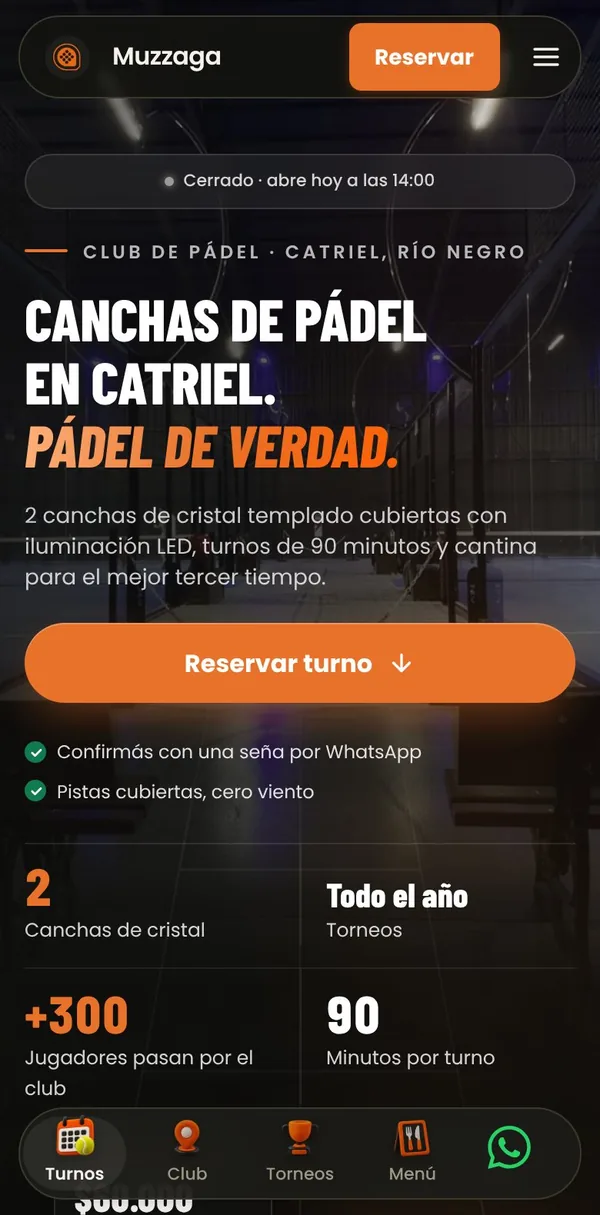 Muzzaga
Reservar
Cerrado · abre hoy a las 14:00
CLUB DE PÁDEL · CATRIEL, RÍO NEGRO
CANCHAS DE PÁDEL
EN CATRIEL.
PÁDEL DE VERDAD.
2 canchas de cristal templado cubiertas con
iluminación LED, turnos de 90 minutos y cantina
para el mejor tercer tiempo.
Reservar turno ↓
Confirmás con una seña por WhatsApp
Pistas cubiertas, cero viento
2
Canchas de cristal
Todo el año
Torneos
+300
Jugadores pasan por el
club
90
Minutos por turno
Turnos
Club
Torneos
Menú